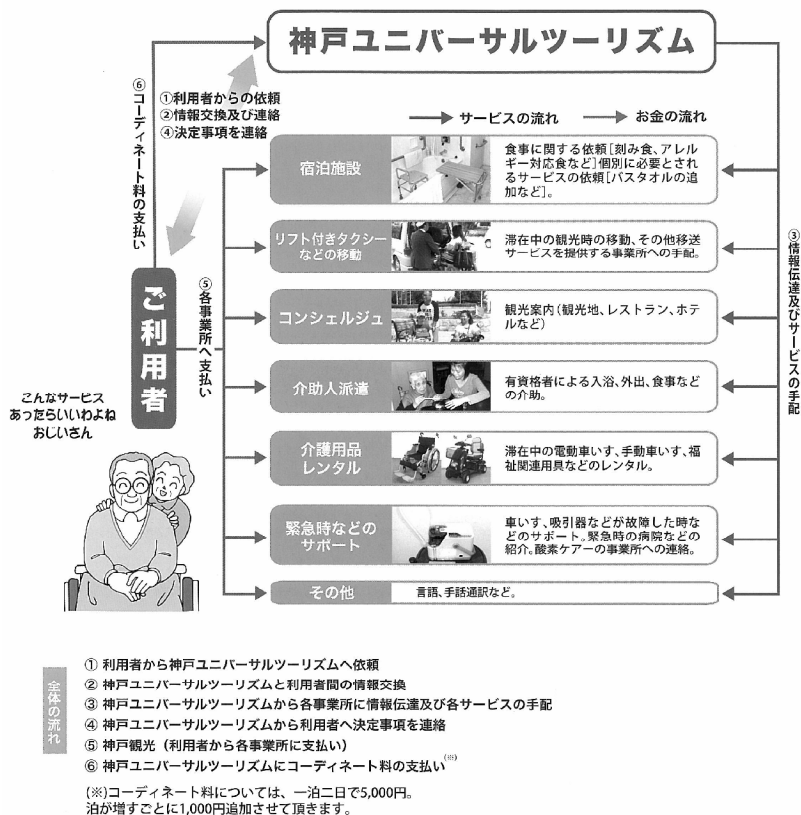 神戸ユニバーサルツーリズム
①利用者からの依頼
②情報交換及び連絡
④決定事項を連絡
サービスの流れ
お金の流れ
⑥コーディネート料の支払い
③情報伝達及びサービスの手配
⑤各事業所へ支払い
ご利用者
宿泊施設
食事に関する依頼[刻み食、アレル
ギー対応食など]個別に必要とされ
るサービスの依頼[バスタオルの追
加など]。
リフト付きタクシー
などの移動
滞在中の観光時の移動、その他移送
サービスを提供する事業所への手配。
コンシェルジュ
観光案内(観光地、レストラン、ホテ
ルなど)
介助人派遣
有資格者による入浴、外出、食事など
の介助。
介護用品
レンタル
滞在中の電動車いす、手動車いす、福
祉関連用具などのレンタル。
緊急時などの
サポート
車いす、吸引器などが故障した時な
どのサポート。緊急時の病院などの
紹介。酸素ケアーの事業所への連絡。
その他
言語、手話通訳など。
こんなサービス
あったらいいわよね
おじいさん
全体の流れ
① 利用者から神戸ユニバーサルツーリズムへ依頼
② 神戸ユニバーサルツーリズムと利用者間の情報交換
③ 神戸ユニバーサルツーリズムから各事業所に情報伝達及び各サービスの手配
④ 神戸ユニバーサルツーリズムから利用者へ決定事項を連絡
⑤ 神戸観光（利用者から各事業所に支払い）
⑥ 神戸ユニバーサルツーリズムにコーディネート料の支払い(※)
(※)コーディネート料については、一泊二日で5,000円。
泊が増すごとに1,000円追加させて頂きます。